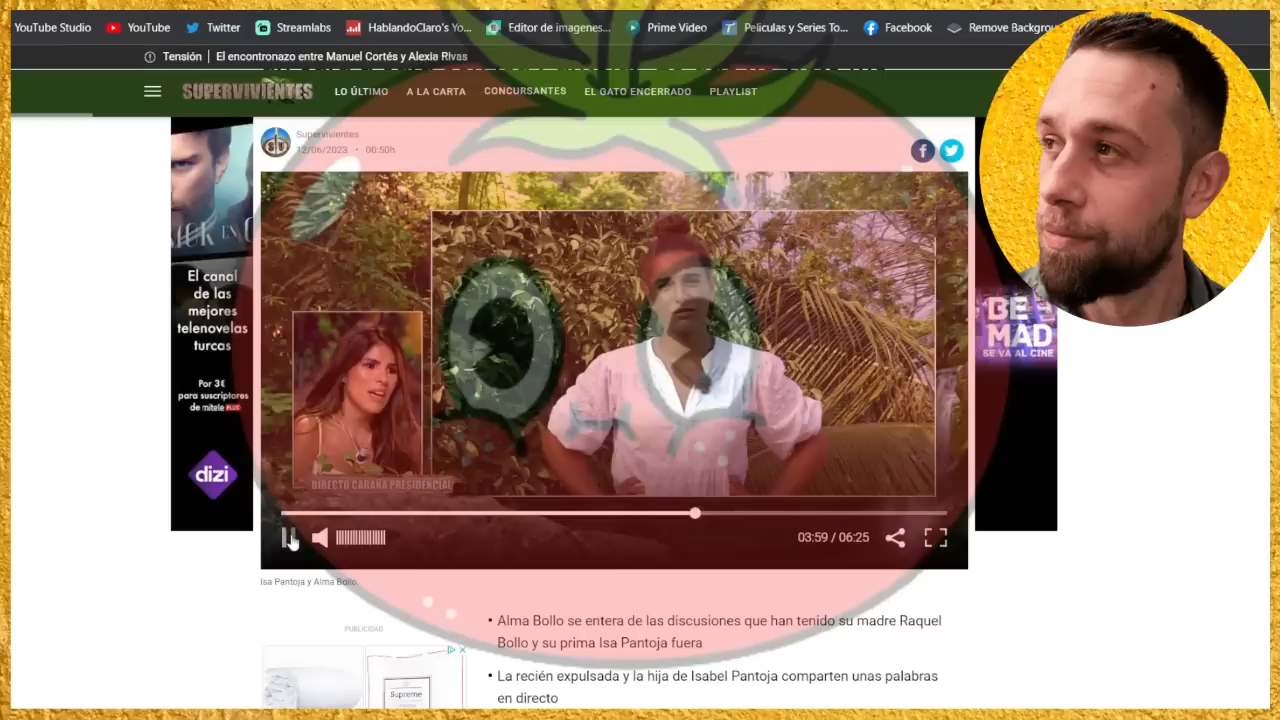 YouTube Studio
YouTube
Twitter
Streamlabs
HablandoClaro's Yo...
Editor de imagenes...
Prime Video
Peliculas y Series To...
Facebook
Remove
Tensión | El encontronazo entre Manuel Cortés y Alexia Rivas
SUPERVIVIENTES
LO ÚLTIMO
A LA CARTA
CONCURSANTES
EL GATO ENCERRADO
PLAYLIST
Supervivientes
12/06/2023 · 00:50h
El canal
de las
mejores
telenovelas
turcas
Por 3€
para suscriptores
de mitele PLUS
dizi
BE
MAD
SE VA AL CINE
DIRECTO CABAÑA PRESIDENCIAL
03:59 / 06:25
Isa Pantoja y Alma Bollo.
PUBLICIDAD
Supreme
• Alma Bollo se entera de las discusiones que han tenido su madre Raquel
Bollo y su prima Isa Pantoja fuera
• La recién expulsada y la hija de Isabel Pantoja comparten unas palabras
en directo